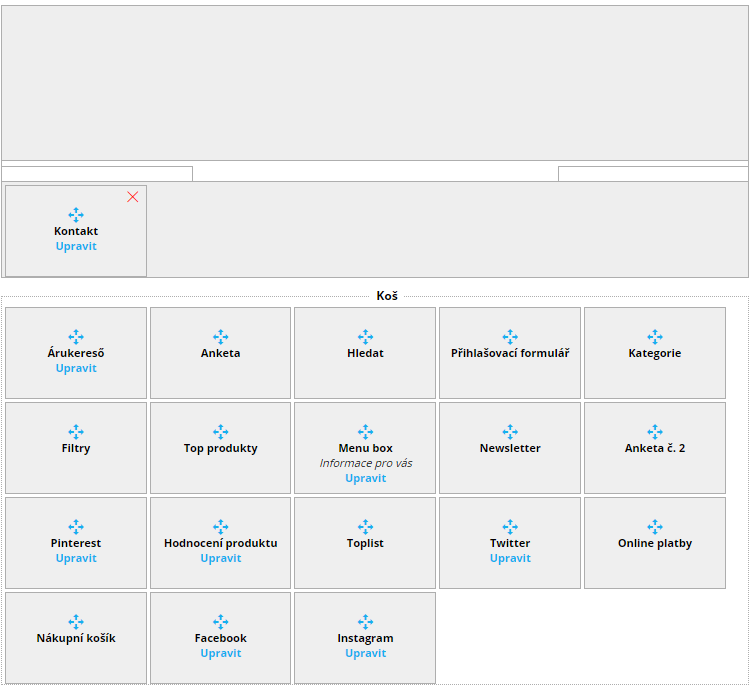 Kontakt
Upravit
Koš
Árukereső
Upravit
Anketa
Hledat
Přihlašovací formulář
Kategorie
Filtry
Top produkty
Menu box
Informace pro vás
Upravit
Newsletter
Anketa č. 2
Pinterest
Upravit
Hodnocení produktu
Upravit
Toplist
Twitter
Upravit
Online platby
Nákupní košík
Facebook
Upravit
Instagram
Upravit